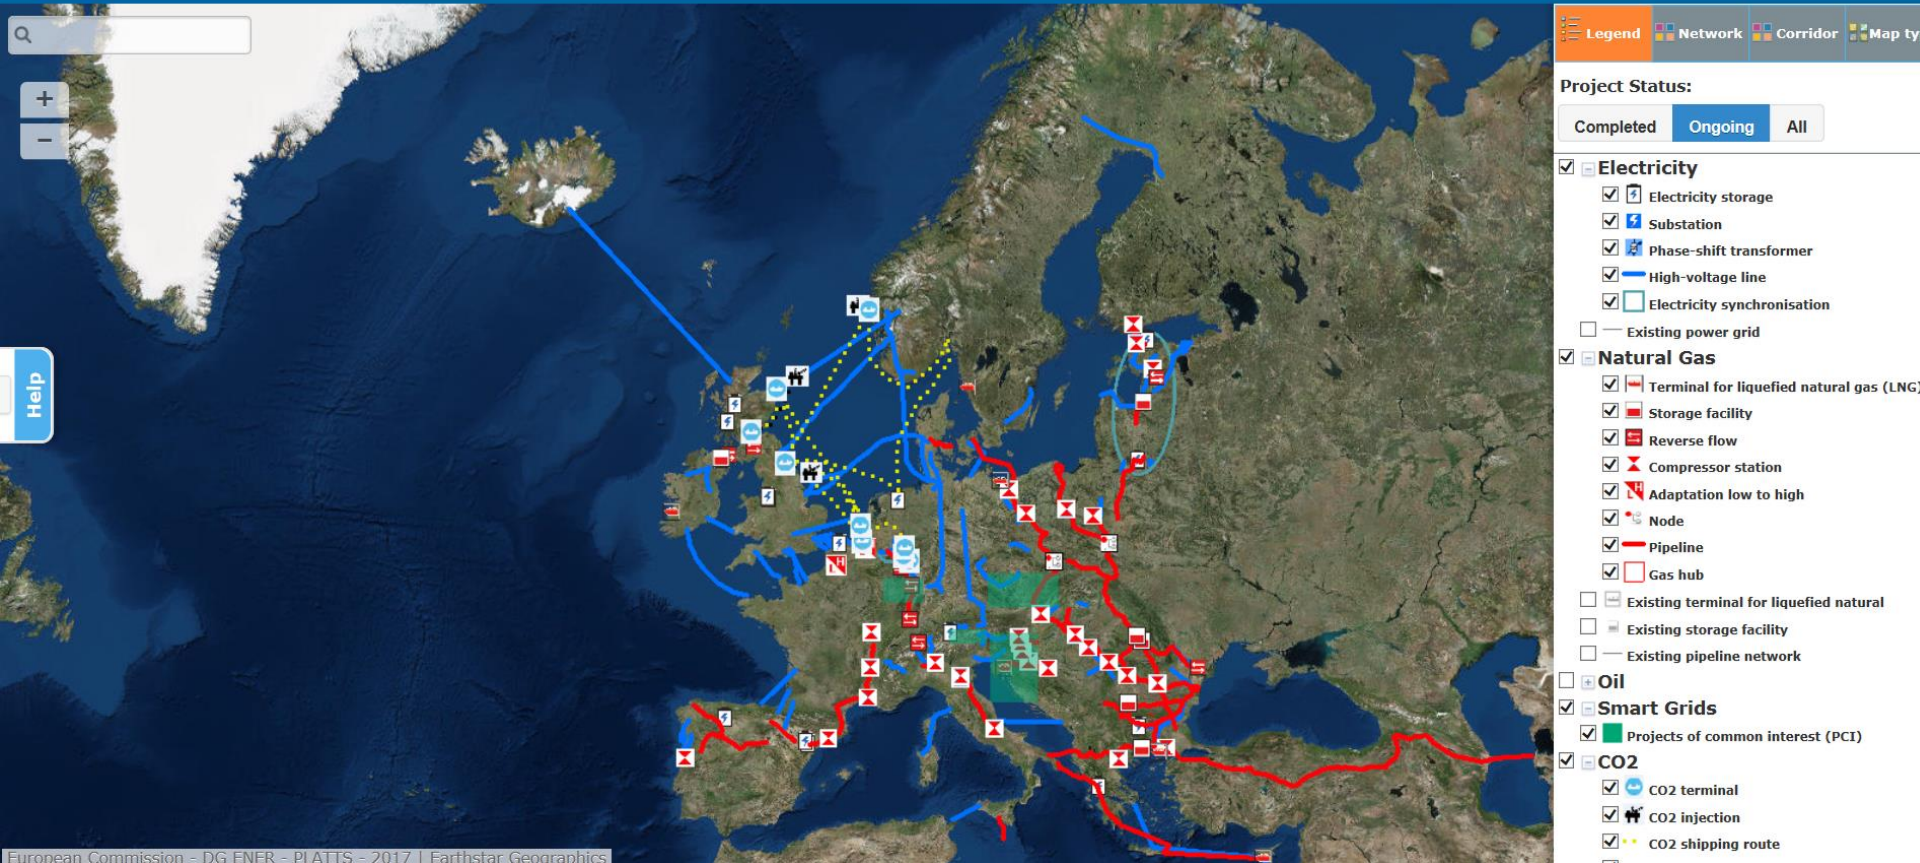 Legend
Network
Corridor
Map ty
Project Status:
Completed
Ongoing
All
Electricity
Electricity storage
Substation
Phase-shift transformer
High-voltage line
Electricity synchronisation
Existing power grid
Natural Gas
Terminal for liquefied natural gas (LNG)
Storage facility
Reverse flow
Compressor station
Adaptation low to high
Node
Pipeline
Gas hub
Existing terminal for liquefied natural
Existing storage facility
Existing pipeline network
Oil
Smart Grids
Projects of common interest (PCI)
CO2
CO2 terminal
CO2 injection
CO2 shipping route
Help
European Commission - DG ENER - PLATTS - 2017 | Earthstar Geographics